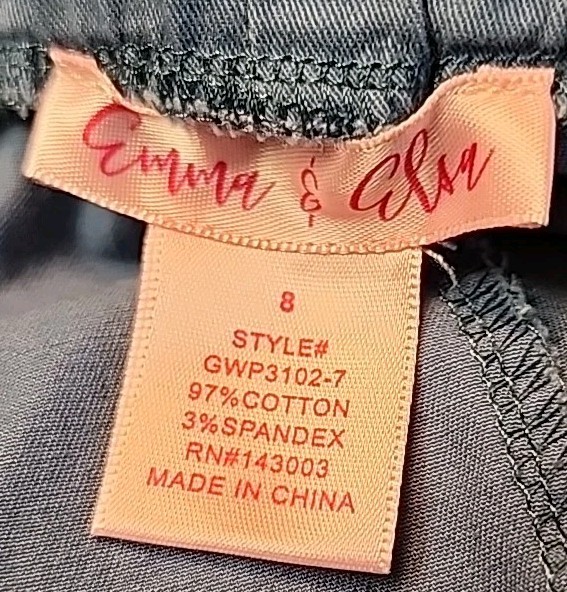 Emma & Elsa
8
STYLE#
GWP3102-7
97%COTTON
3%SPANDEX
RN#143003
MADE IN CHINA